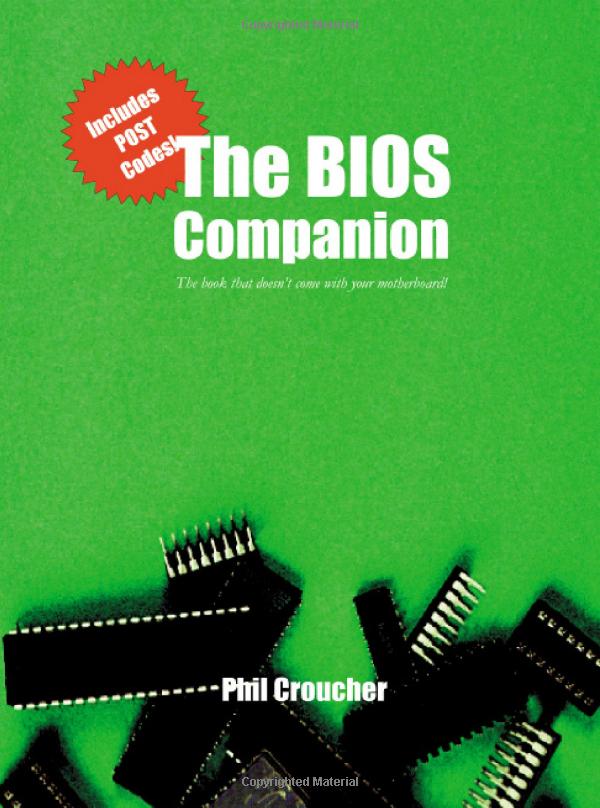 Copyrighted Material
Includes
POST
Codes!
The BIOS
Companion
The book that doesn't come with your motherboard!
Phil Croucher
Copyrighted Material